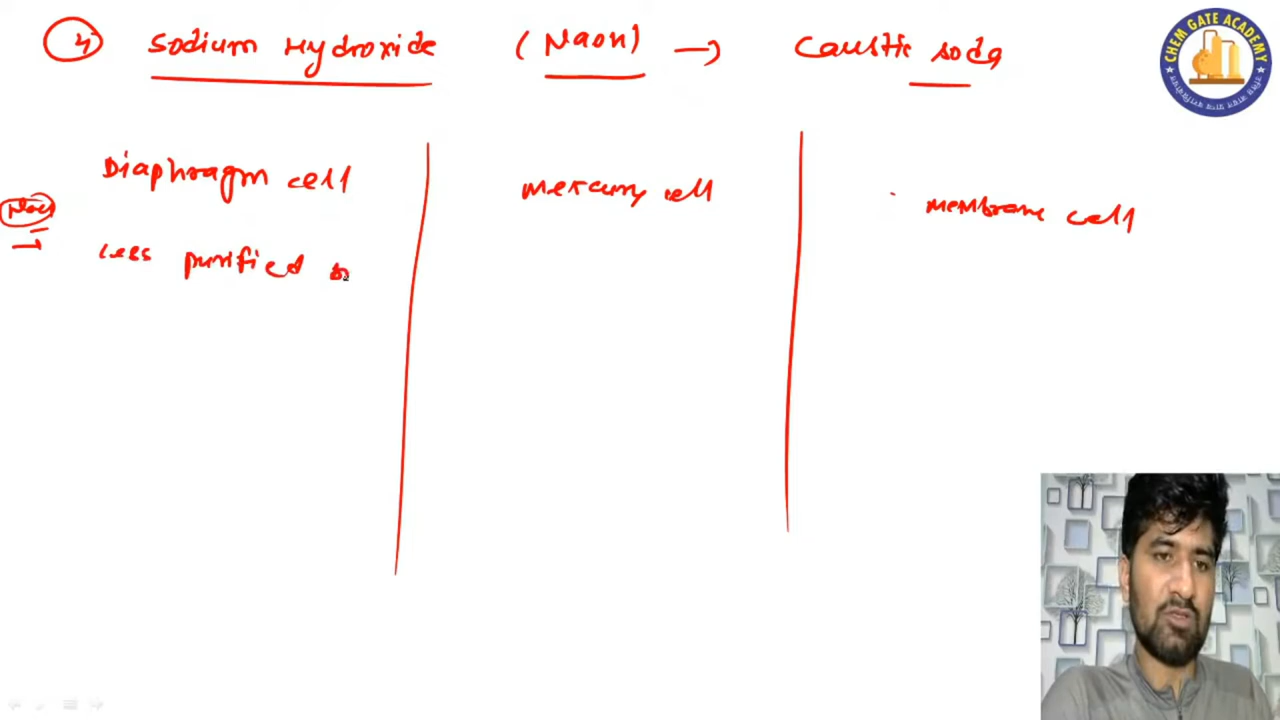 4 Sodium Hydroxide (NaOH) → Caustic soda
CHEM GATE ACADEMY
Diaphragm cell
mercury cell
membrane cell
Less purified